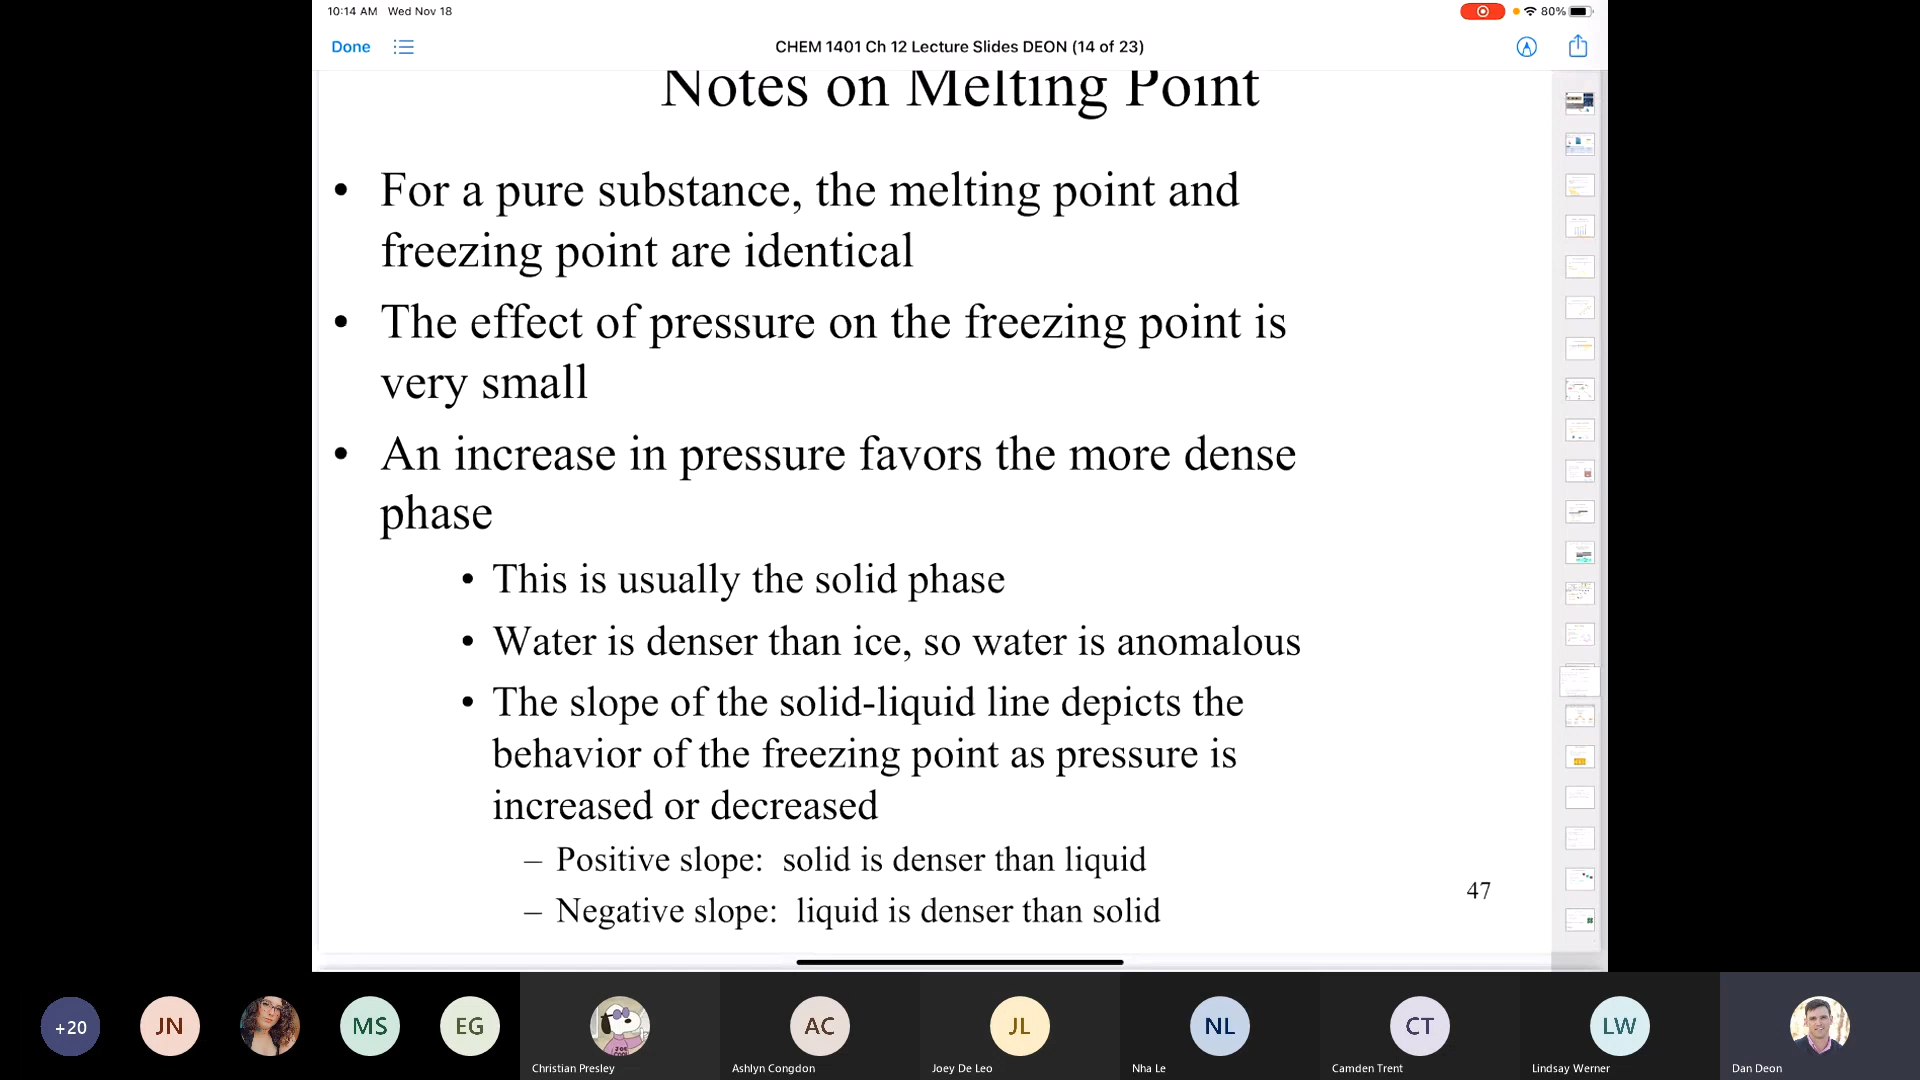 10:14 AM Wed Nov 18
80%
Done
CHEM 1401 Ch 12 Lecture Slides DEON (14 of 23)
Notes on Melting Point
• For a pure substance, the melting point and
freezing point are identical
• The effect of pressure on the freezing point is
very small
• An increase in pressure favors the more dense
phase
• This is usually the solid phase
• Water is denser than ice, so water is anomalous
• The slope of the solid-liquid line depicts the
behavior of the freezing point as pressure is
increased or decreased
– Positive slope: solid is denser than liquid
– Negative slope: liquid is denser than solid
47
+20
JN
MS
EG
AC
JL
NL
CT
LW
Christian Presley
Ashlyn Congdon
Joey De Leo
Nha Le
Camden Trent
Lindsay Werner
Dan Deon